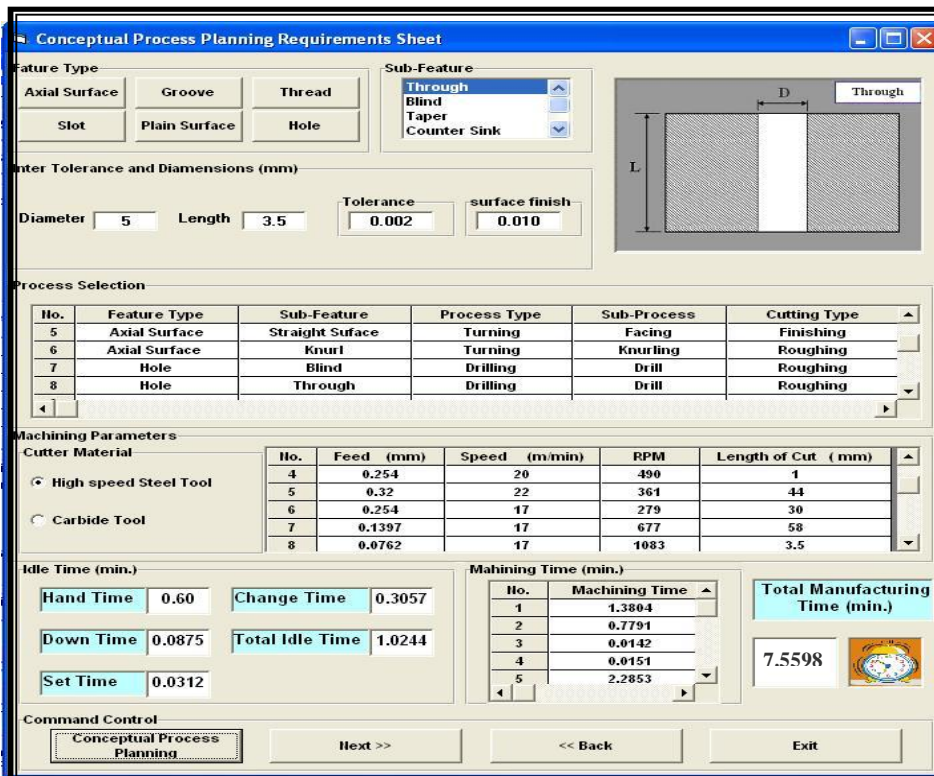 Conceptual Process Planning Requirements Sheet
Fature Type
Axial Surface Groove Thread
Slot Plain Surface Hole
Sub-Feature
Through
Blind
Taper
Counter Sink
D Through
L
Inter Tolerance and Diamensions (mm)
Diameter 5 Length 3.5
Tolerance
0.002
surface finish
0.010
Process Selection
No. Feature Type Sub-Feature Process Type Sub-Process Cutting Type
5 Axial Surface Straight Suface Turning Facing Finishing
6 Axial Surface Knurl Turning Knurling Roughing
7 Hole Blind Drilling Drill Roughing
8 Hole Through Drilling Drill Roughing
Machining Parameters
Cutter Material
High speed Steel Tool
Carbide Tool
No. Feed (mm) Speed (m/min) RPM Length of Cut (mm)
4 0.254 20 490 1
5 0.32 22 361 44
6 0.254 17 279 30
7 0.1397 17 677 58
8 0.0762 17 1083 3.5
Idle Time (min.)
Hand Time 0.60 Change Time 0.3057
Down Time 0.0875 Total Idle Time 1.0244
Set Time 0.0312
Mahining Time (min.)
No. Machining Time
1 1.3804
2 0.7791
3 0.0142
4 0.0151
5 2.2853
Total Manufacturing
Time (min.)
7.5598
Command Control
Conceptual Process
Planning
Next >>
<< Back
Exit